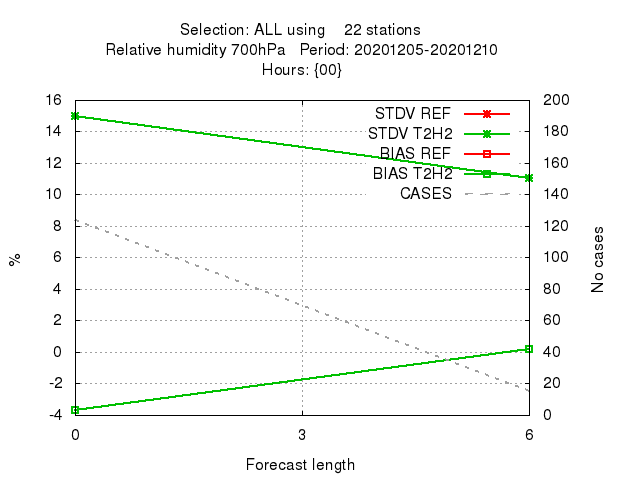 Selection: ALL using    22 stations
Relative humidity 700hPa   Period: 20201205-20201210
Hours: {00}
STDV REF
STDV T2H2
BIAS REF
BIAS T2H2
CASES
16
14
12
10
8
6
4
2
0
-2
-4
%
200
180
160
140
120
100
80
60
40
20
0
No cases
0 3 6
Forecast length